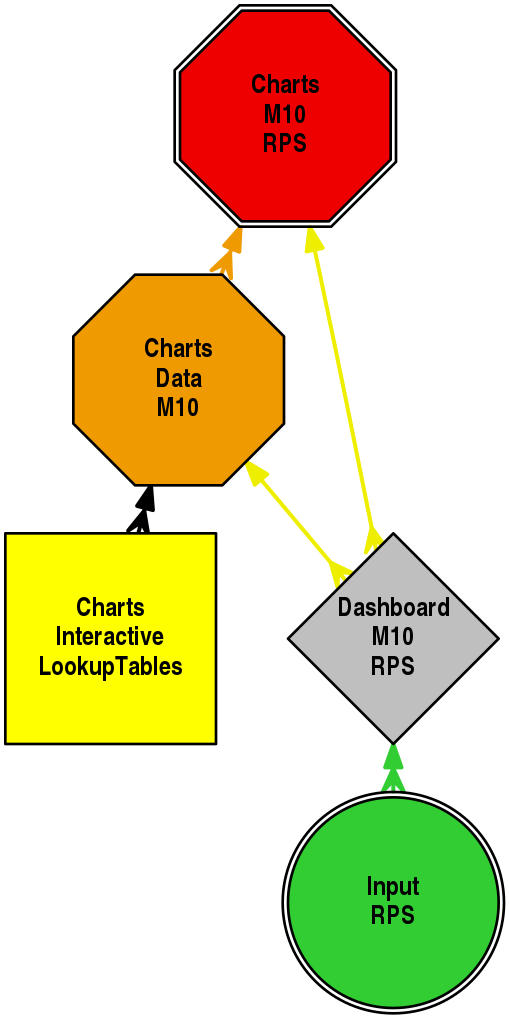 Charts
M10
RPS
Charts
Data
M10
Charts
Interactive
LookupTables
Dashboard
M10
RPS
Input
RPS